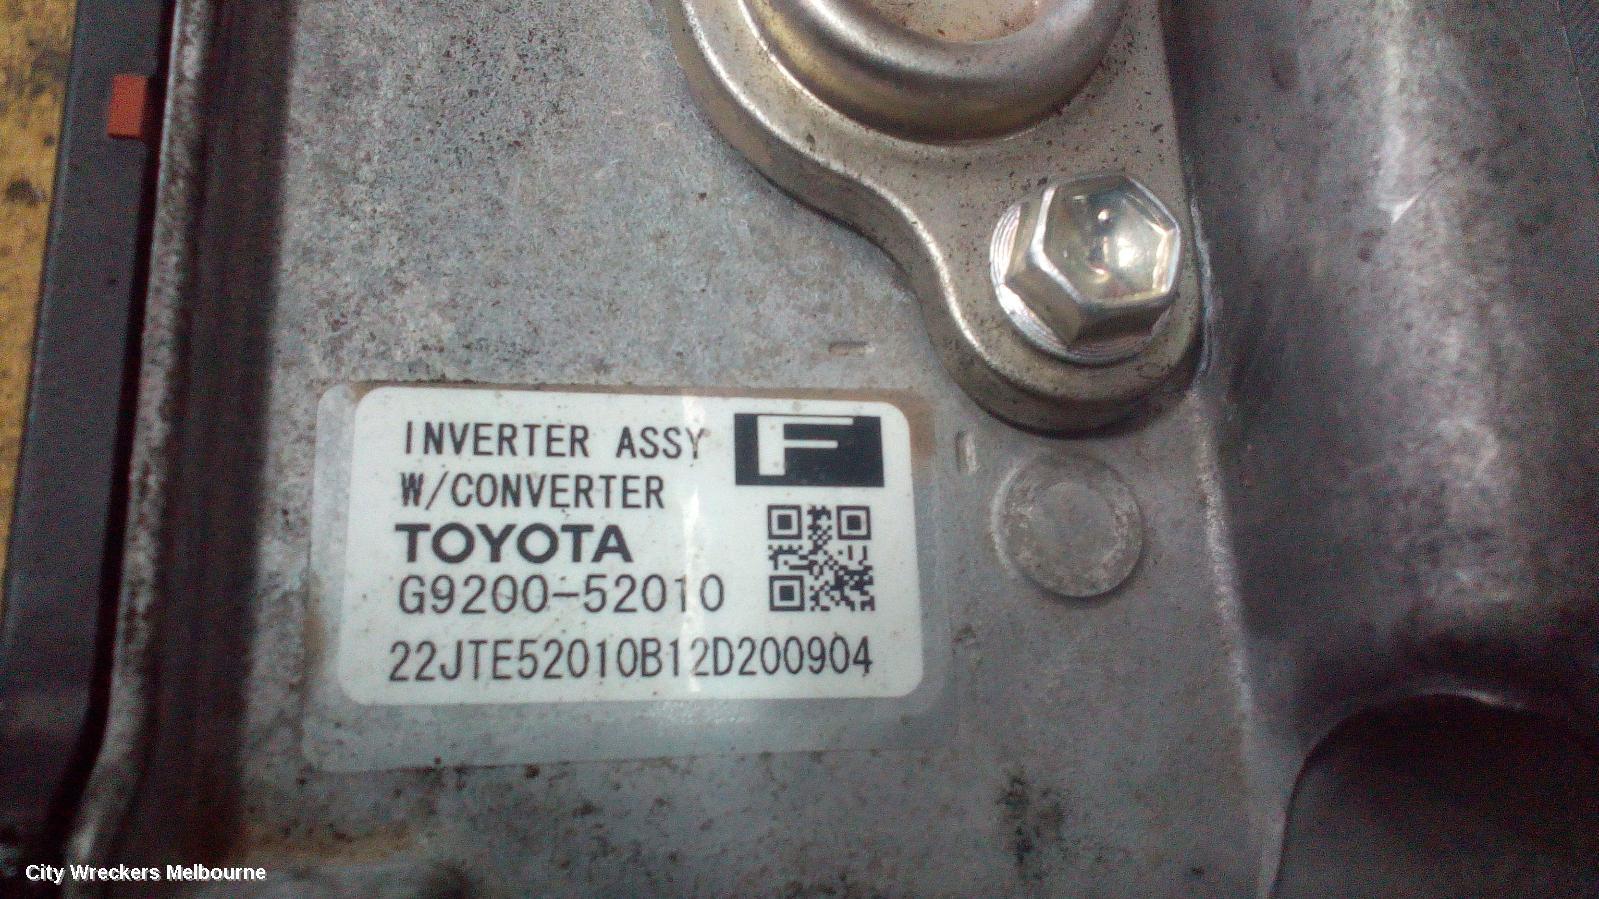 INVERTER ASSY F
W/CONVERTER
TOYOTA
G9200-52010
22JTE52010B12D200904
City Wreckers Melbourne